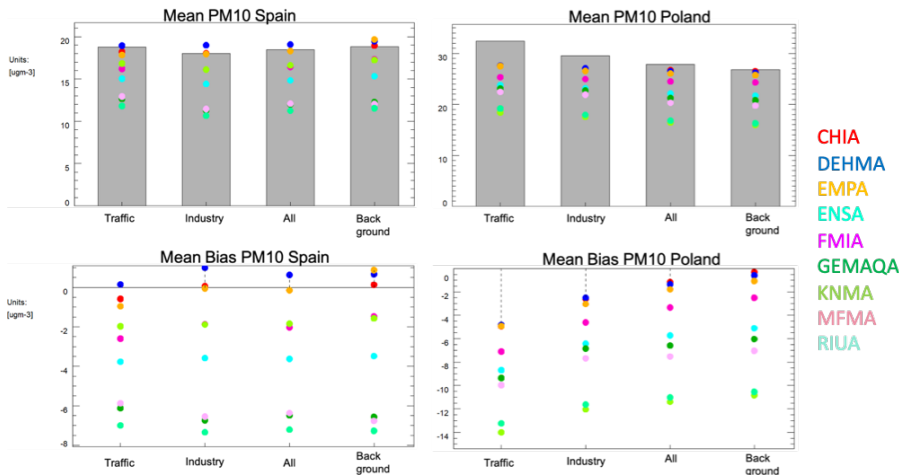 Mean PM10 Spain
Units:
[ugm-3]
20
15
10
5
0
Traffic
Industry
All
Back
ground
Mean PM10 Poland
30
20
10
0
Traffic
Industry
All
Back
ground
Mean Bias PM10 Spain
Units:
[ugm-3]
0
-2
-4
-6
-8
Traffic
Industry
All
Back
ground
Mean Bias PM10 Poland
0
-2
-4
-6
-8
-10
-12
-14
Traffic
Industry
All
Back
ground
CHIA
DEHMA
EMPA
ENSA
FMIA
GEMAQA
KNMA
MFMA
RIUA